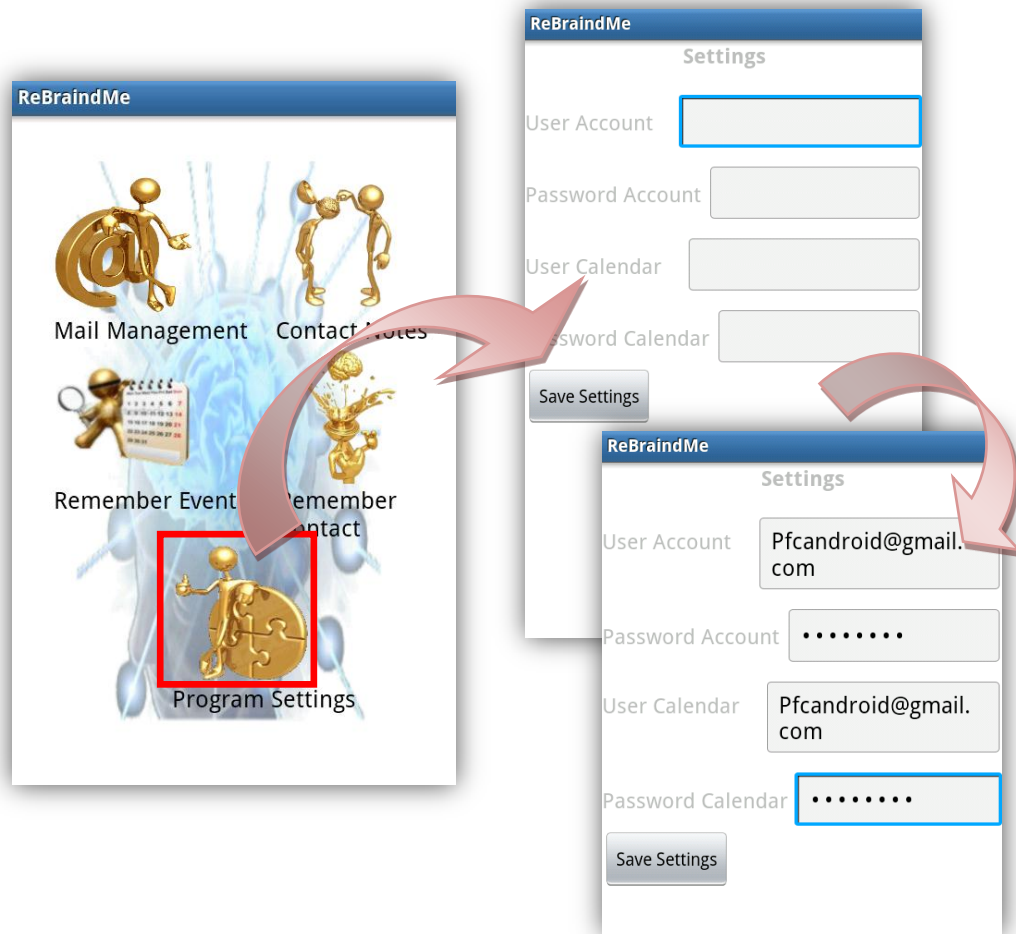 ReBraindMe
Mail Management
Contact Notes
Remember Event
Remember
Contact
Program Settings
ReBraindMe
Settings
User Account
Password Account
User Calendar
Password Calendar
Save Settings
ReBraindMe
Settings
User Account
Pfcandroid@gmail.
com
Password Account
••••••••
User Calendar
Pfcandroid@gmail.
com
Password Calendar
••••••••
Save Settings